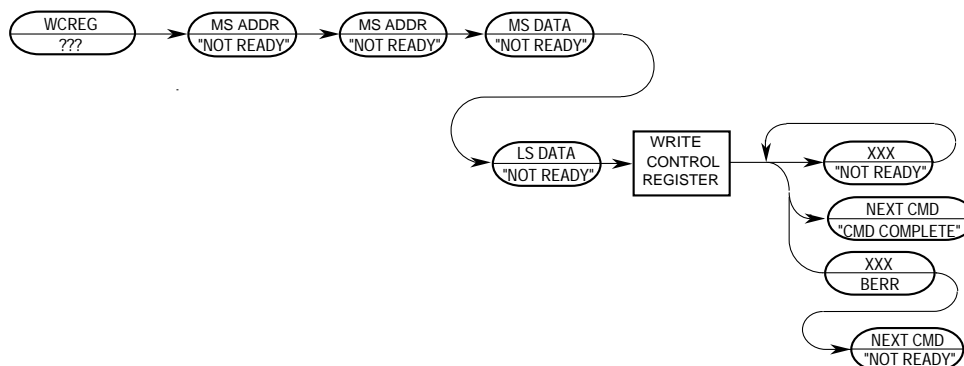 WCREG
???
MS ADDR
"NOT READY"
MS ADDR
"NOT READY"
MS DATA
"NOT READY"
LS DATA
"NOT READY"
WRITE
CONTROL
REGISTER
XXX
"NOT READY"
NEXT CMD
"CMD COMPLETE"
XXX
BERR
NEXT CMD
"NOT READY"